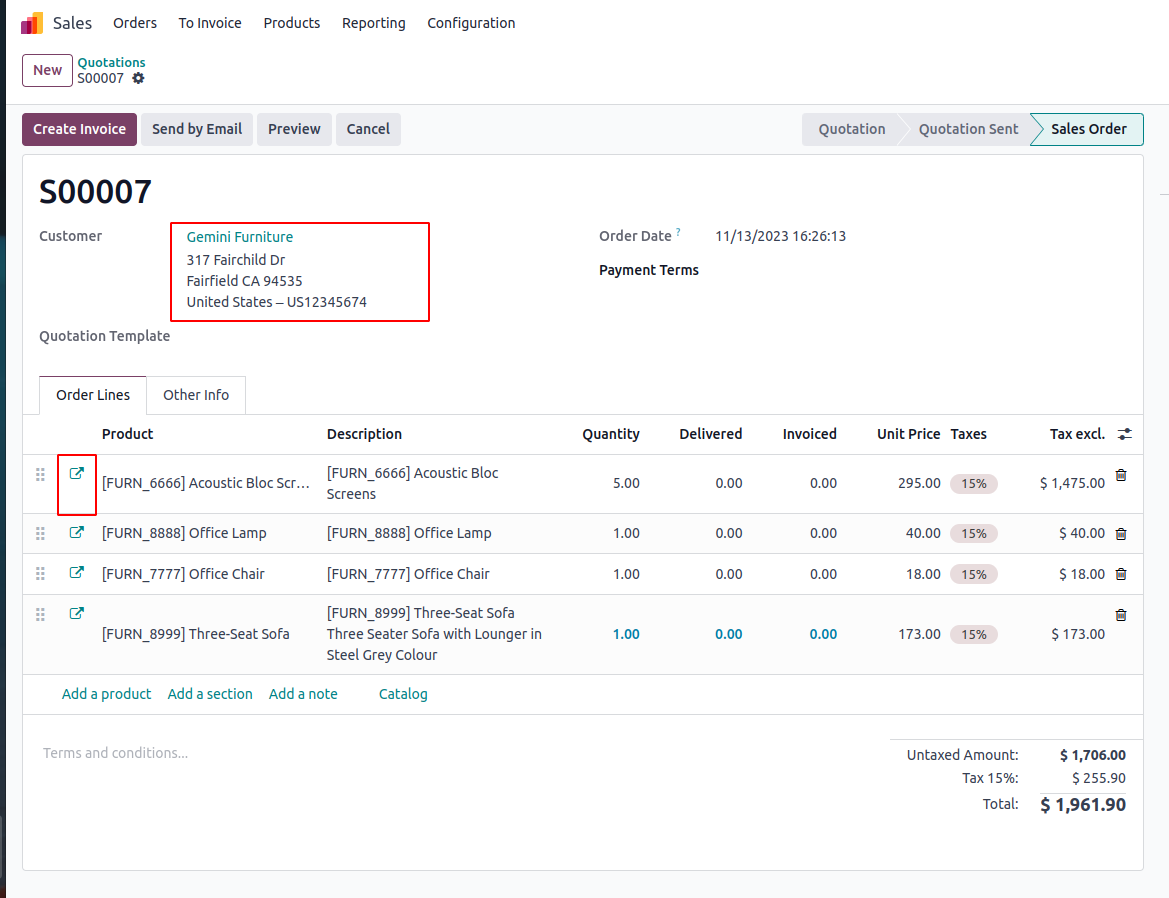 Sales Orders To Invoice Products Reporting Configuration
New Quotations
S00007
Create Invoice Send by Email Preview Cancel Quotation Quotation Sent Sales Order
S00007
Customer Gemini Furniture Order Date ? 11/13/2023 16:26:13
317 Fairchild Dr
Fairfield CA 94535 Payment Terms
United States – US12345674
Quotation Template
Order Lines Other Info
Product Description Quantity Delivered Invoiced Unit Price Taxes Tax excl.
[FURN_6666] Acoustic Bloc Scr... [FURN_6666] Acoustic Bloc 5.00 0.00 0.00 295.00 15% $ 1,475.00
Screens
[FURN_8888] Office Lamp [FURN_8888] Office Lamp 1.00 0.00 0.00 40.00 15% $ 40.00
[FURN_7777] Office Chair [FURN_7777] Office Chair 1.00 0.00 0.00 18.00 15% $ 18.00
[FURN_8999] Three-Seat Sofa
[FURN_8999] Three-Seat Sofa Three Seater Sofa with Lounger in 1.00 0.00 0.00 173.00 15% $ 173.00
Steel Grey Colour
Add a product Add a section Add a note Catalog
Terms and conditions... Untaxed Amount: $ 1,706.00
Tax 15%: $ 255.90
Total: $ 1,961.90